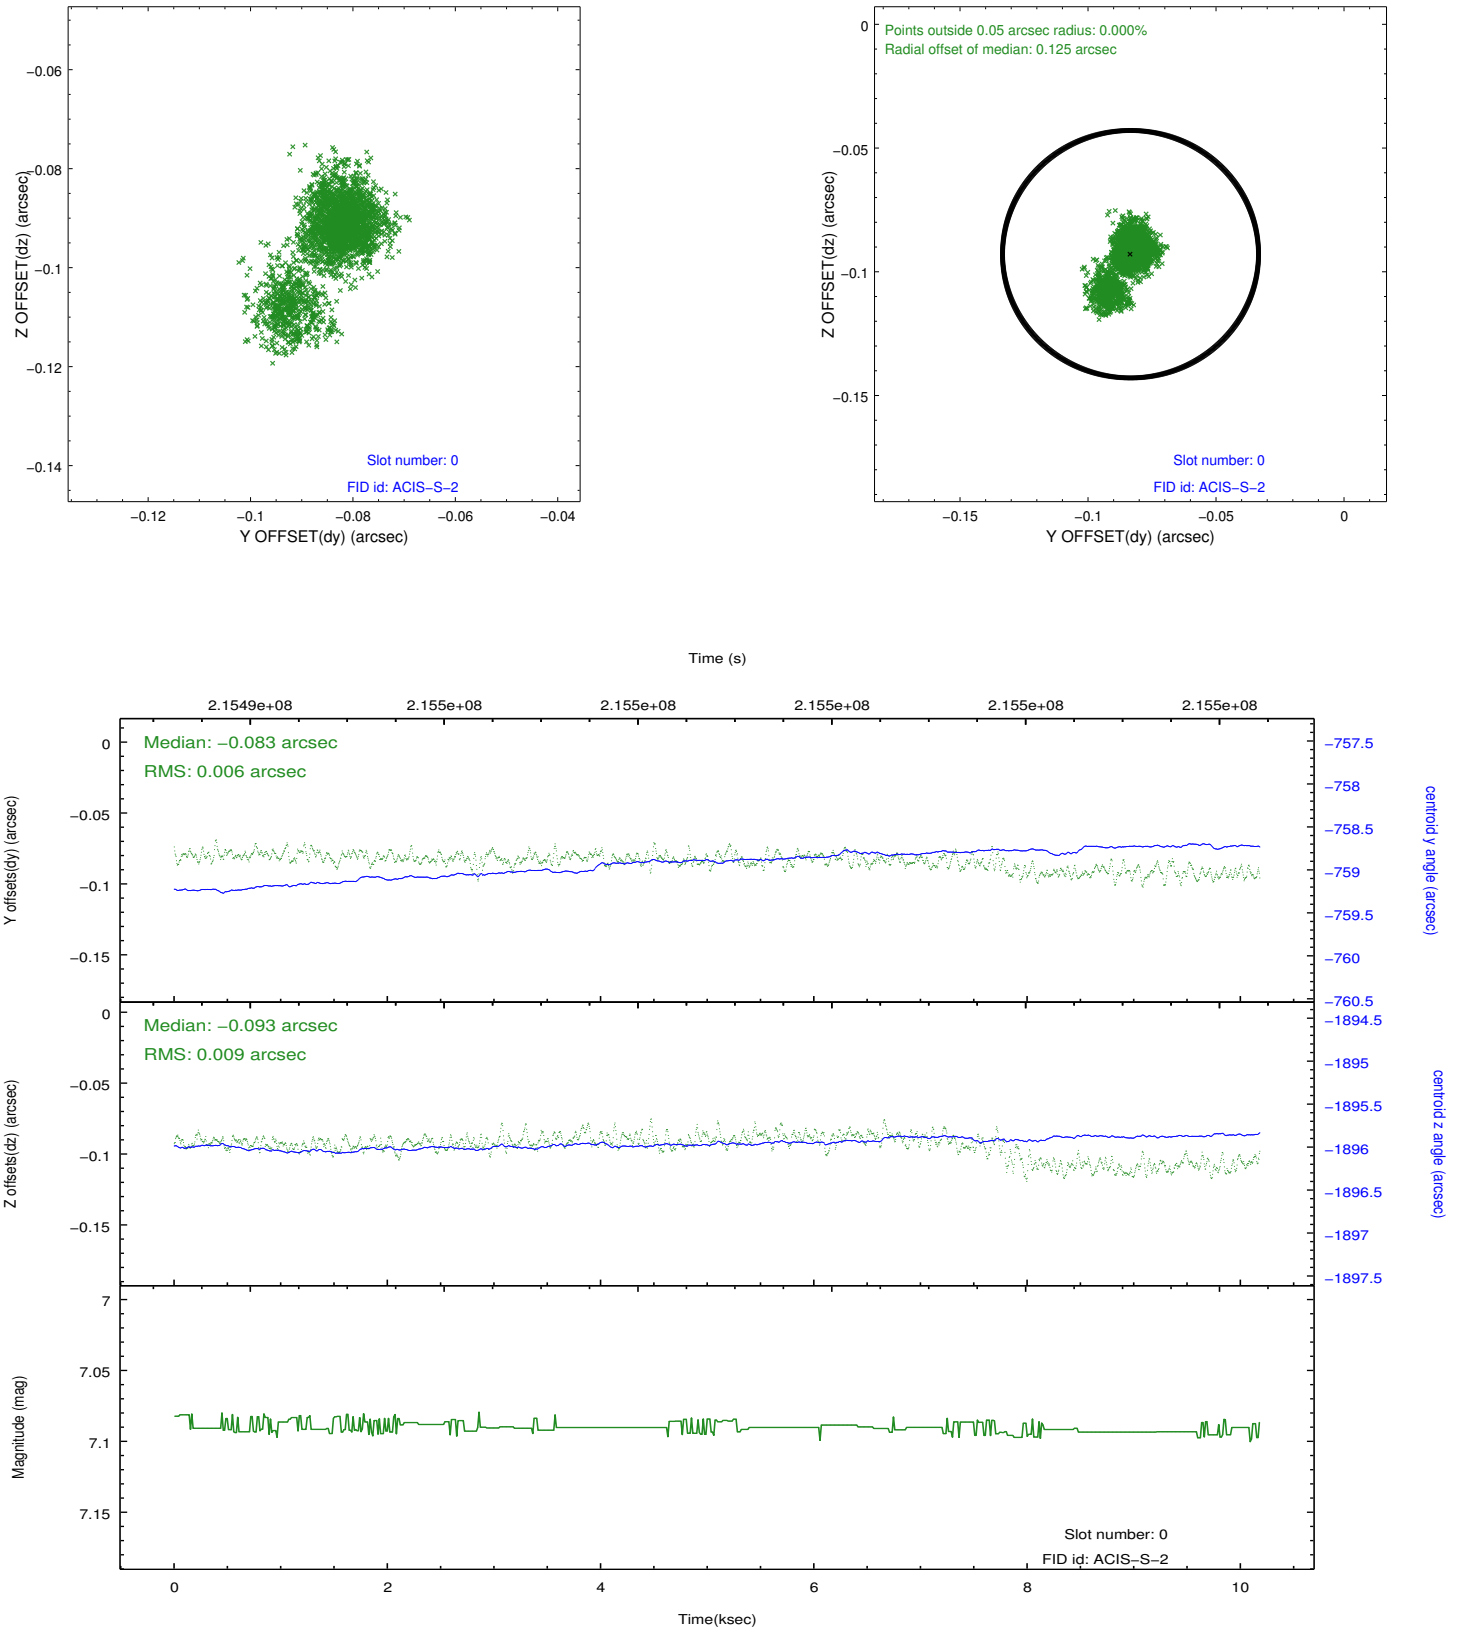 −0.06
−0.08
−0.1
−0.12
−0.14
Z OFFSET(dz) (arcsec)
Slot number: 0
FID id: ACIS−S−2
−0.12 −0.1 −0.08 −0.06 −0.04
Y OFFSET(dy) (arcsec)
Points outside 0.05 arcsec radius: 0.000%
Radial offset of median: 0.125 arcsec
0
−0.05
−0.1
−0.15
Z OFFSET(dz) (arcsec)
Slot number: 0
FID id: ACIS−S−2
−0.15 −0.1 −0.05 0
Y OFFSET(dy) (arcsec)
Time (s)
2.1549e+08 2.155e+08 2.155e+08 2.155e+08 2.155e+08 2.155e+08
Median: −0.083 arcsec
RMS: 0.006 arcsec
0
−0.05
−0.1
−0.15
Y offsets(dy) (arcsec)
−757.5
−758
−758.5
−759
−759.5
−760
−760.5
centroid y angle (arcsec)
Median: −0.093 arcsec
RMS: 0.009 arcsec
0
−0.05
−0.1
−0.15
Z offsets(dz) (arcsec)
−1894.5
−1895
−1895.5
−1896
−1896.5
−1897
−1897.5
centroid z angle (arcsec)
7
7.05
7.1
7.15
Magnitude (mag)
Slot number: 0
FID id: ACIS−S−2
0 2 4 6 8 10
Time(ksec)